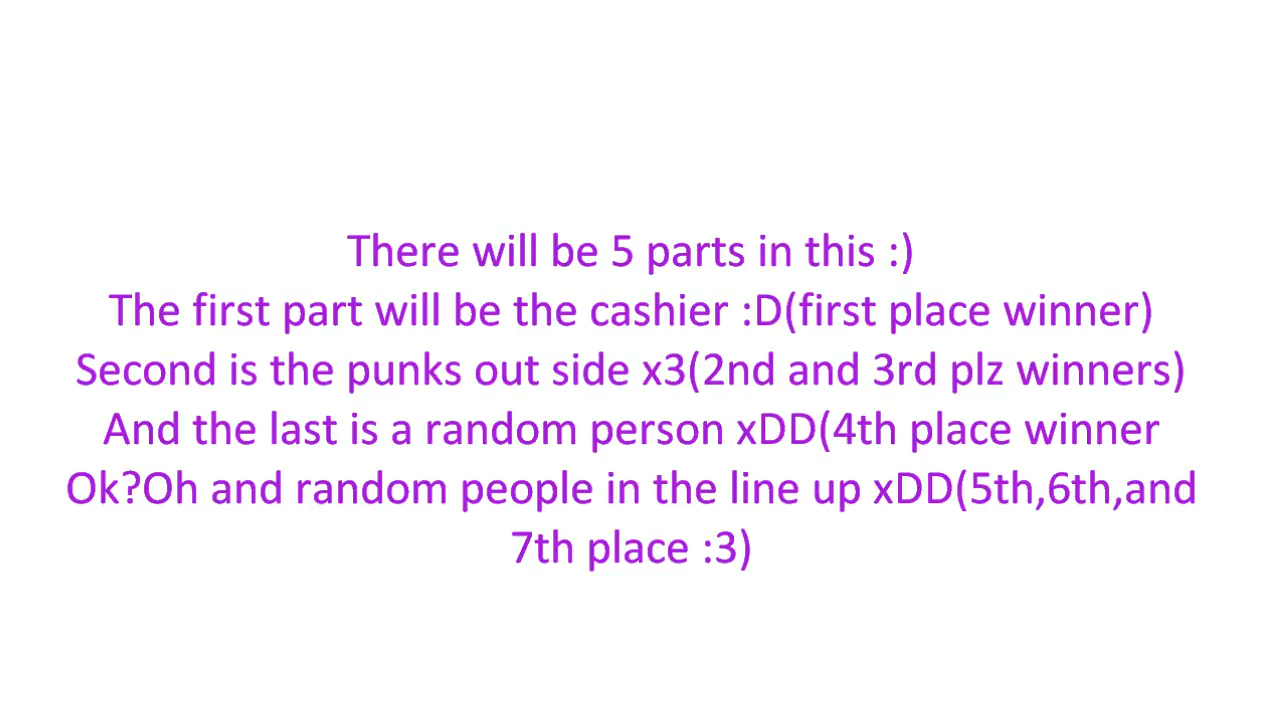 There will be 5 parts in this :)
The first part will be the cashier :D(first place winner)
Second is the punks out side x3(2nd and 3rd plz winners)
And the last is a random person xDD(4th place winner
Ok?Oh and random people in the line up xDD(5th,6th,and
7th place :3)